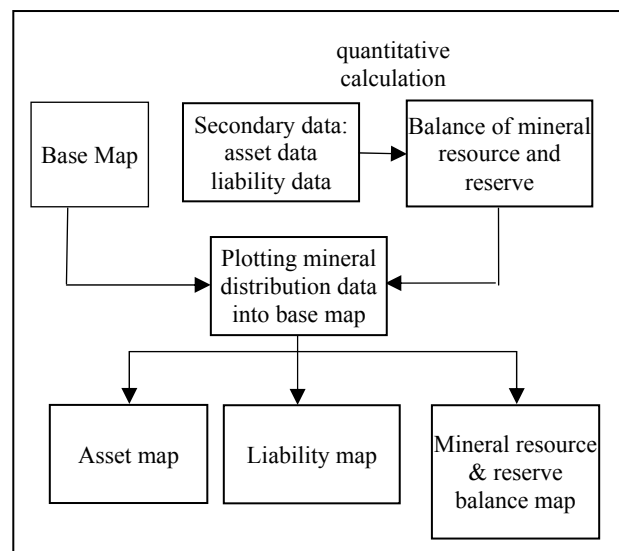 quantitative
calculation
Base Map
Secondary data:
asset data
liability data
Balance of mineral
resource and
reserve
Plotting mineral
distribution data
into base map
Asset map
Liability map
Mineral resource
& reserve
balance map